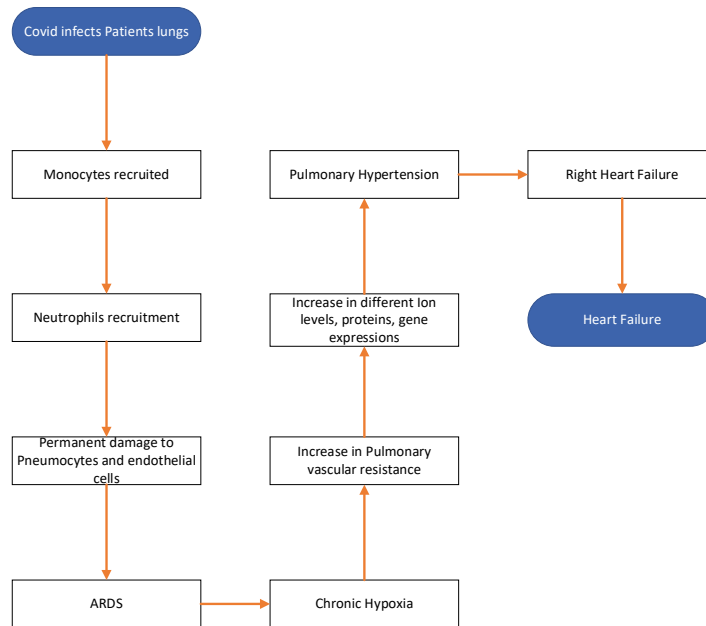 Covid infects Patients lungs
Monocytes recruited
Neutrophils recruitment
Permanent damage to
Pneumocytes and endothelial
cells
ARDS
Chronic Hypoxia
Increase in Pulmonary
vascular resistance
Increase in different Ion
levels, proteins, gene
expressions
Pulmonary Hypertension
Right Heart Failure
Heart Failure